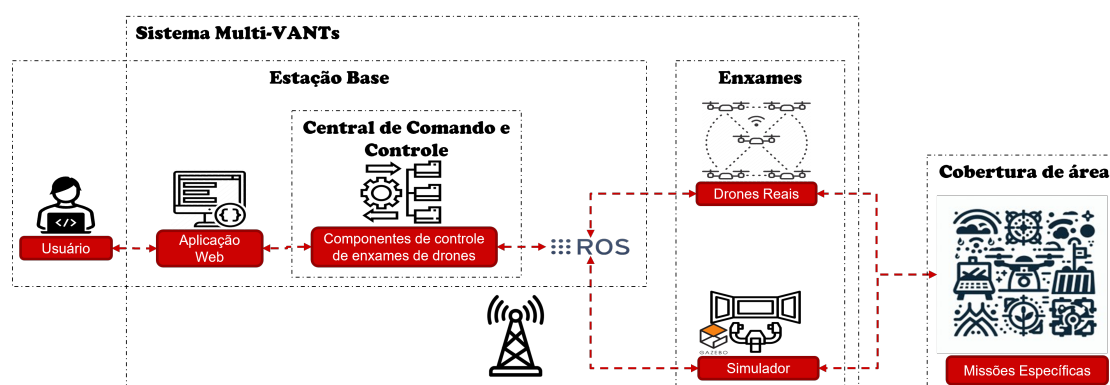 Sistema Multi-VANTs
Estação Base
Enxames
Central de Comando e
Controle
Cobertura de área
</>
{}
Usuário
Aplicação
Web
Componentes de controle
de enxames de drones
ROS
Drones Reais
GAZEBO
Simulador
Missões Específicas